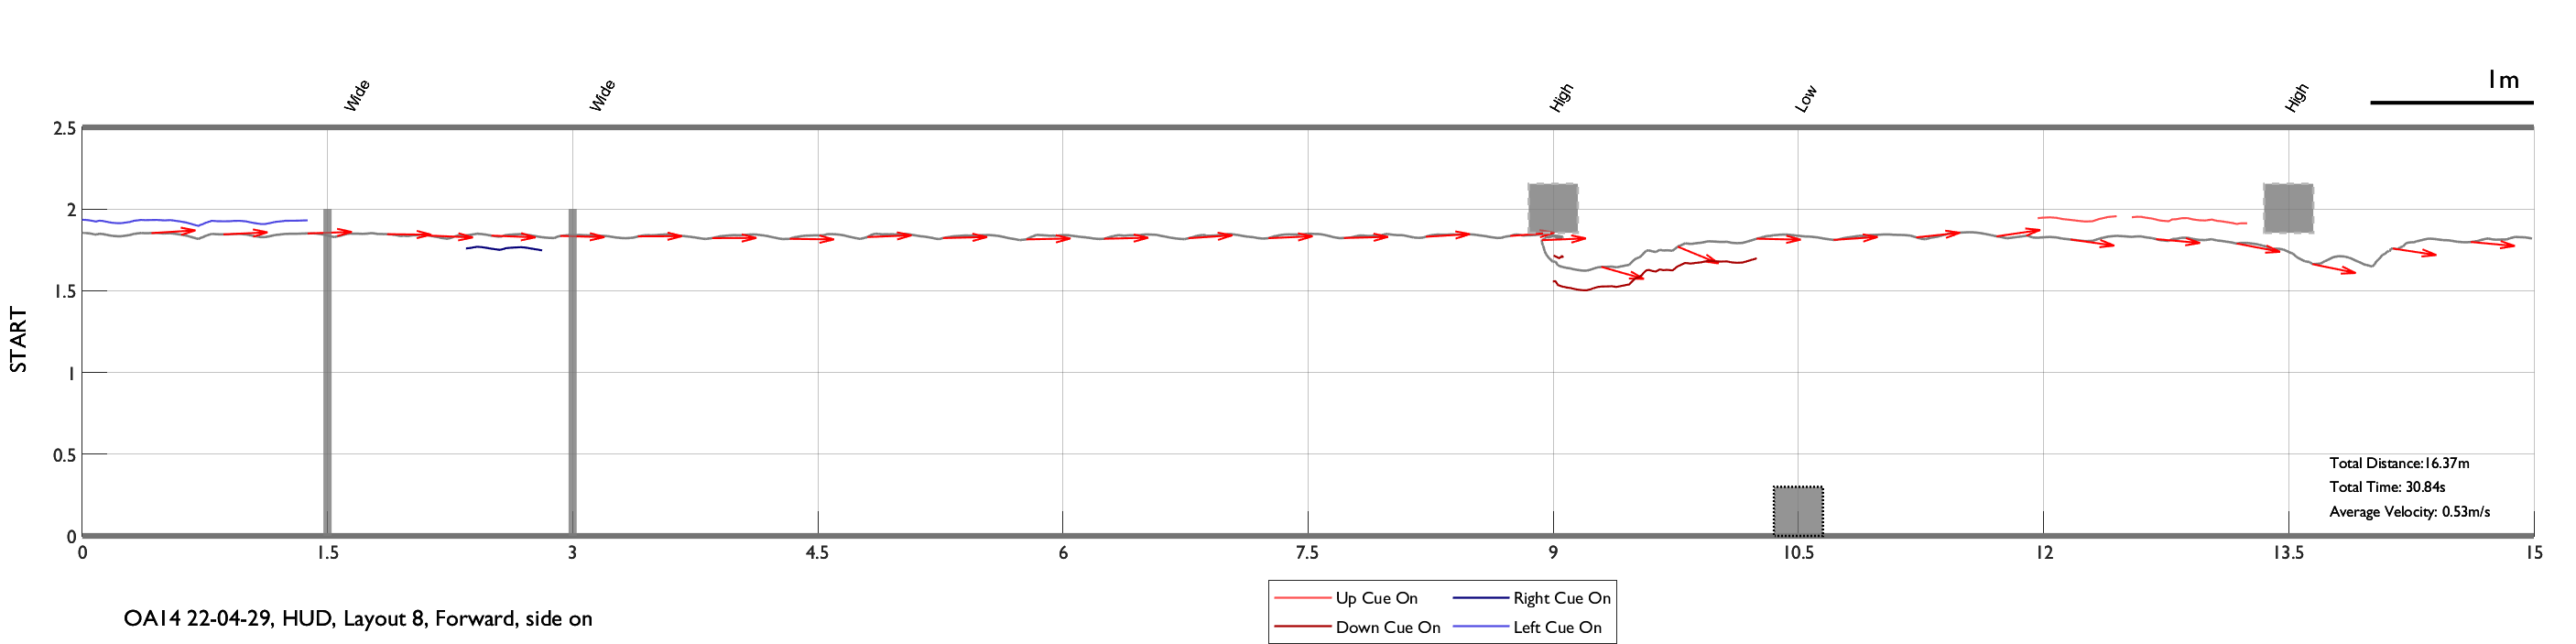 1m
Wide
Wide
High
Low
High
2.5
2
1.5
1
0.5
0
START
Total Distance:16.37m
Total Time: 30.84s
Average Velocity: 0.53m/s
0 1.5 3 4.5 6 7.5 9 10.5 12 13.5 15
Up Cue On Right Cue On
Down Cue On Left Cue On
OA14 22-04-29, HUD, Layout 8, Forward, side on